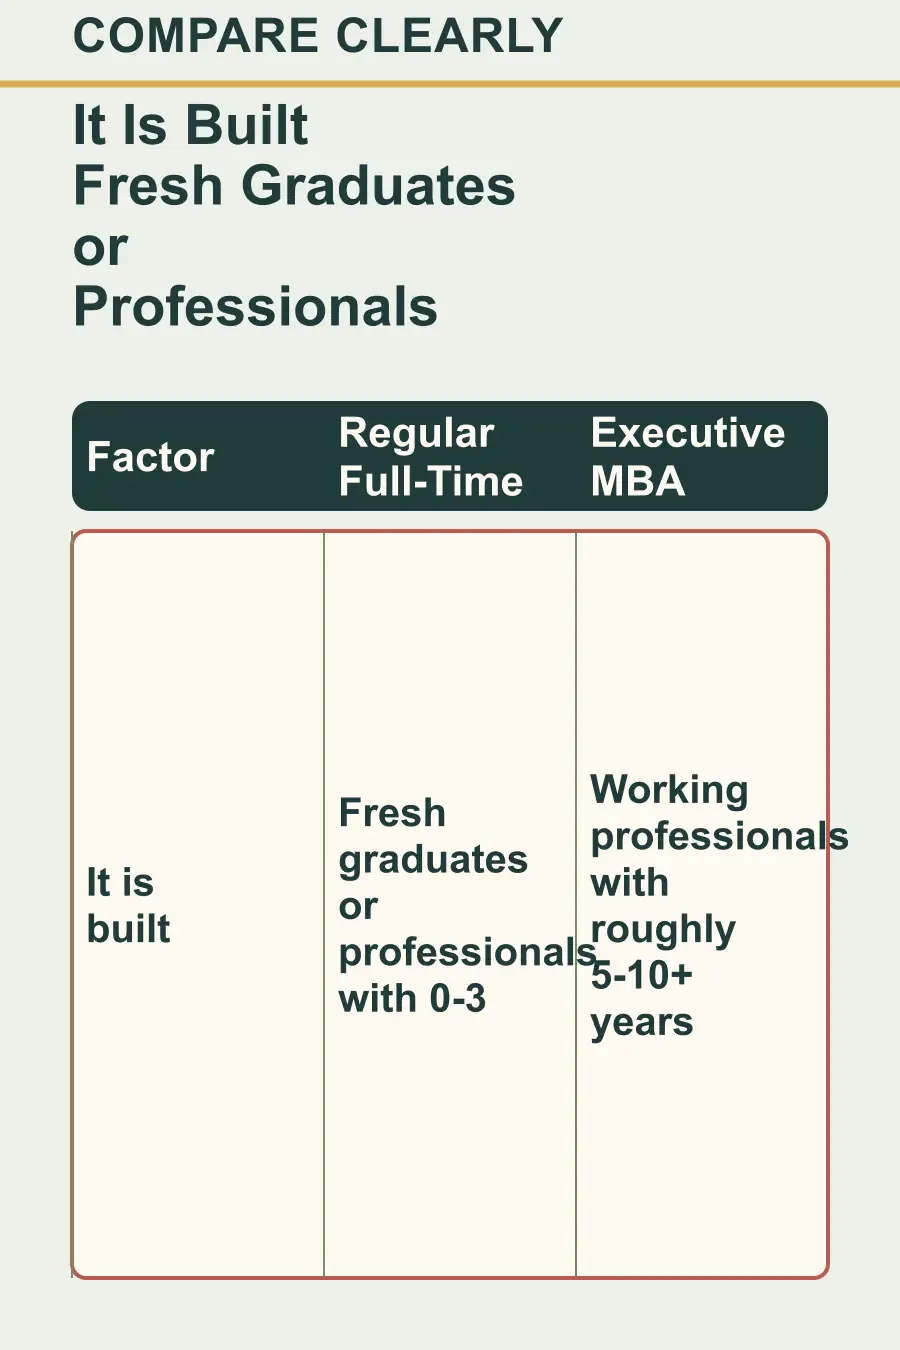 COMPARE CLEARLY
It Is Built
Fresh Graduates
or
Professionals
Factor
Regular
Full-Time
Executive
MBA
It is
built
Fresh
graduates
or
professionals
with 0-3
Working
professionals
with
roughly
5-10+
years